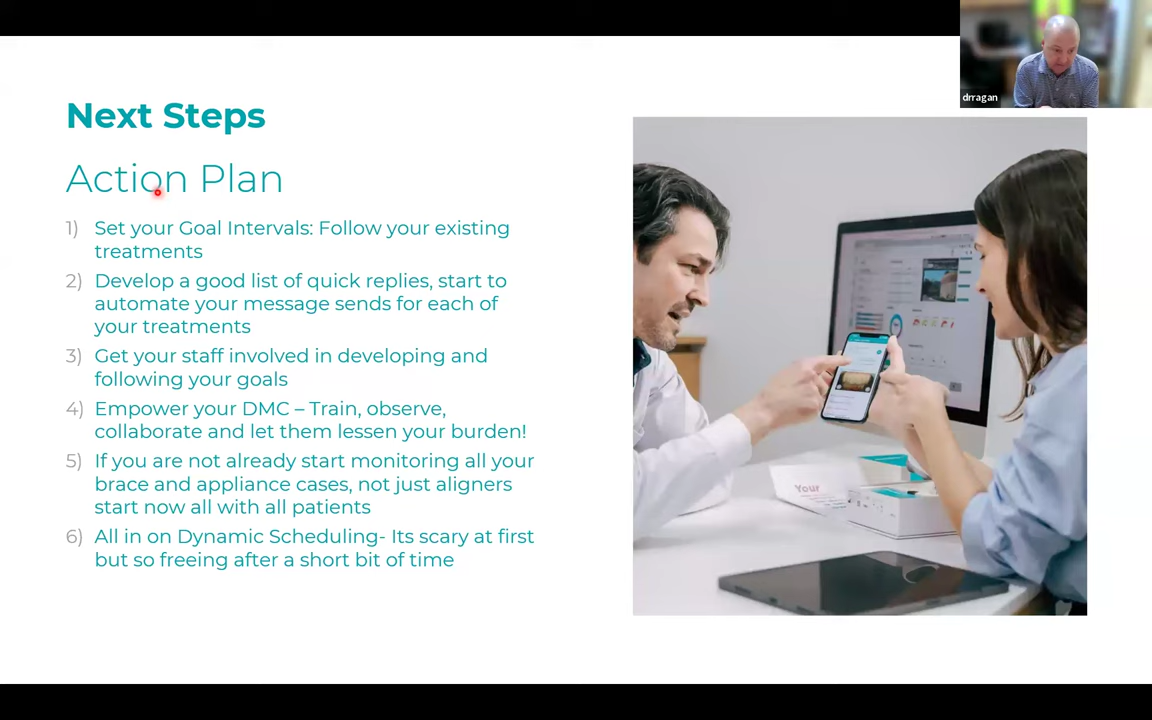 drragan
Next Steps
Action Plan
1) Set your Goal Intervals: Follow your existing
treatments
2) Develop a good list of quick replies, start to
automate your message sends for each of
your treatments
3) Get your staff involved in developing and
following your goals
4) Empower your DMC – Train, observe,
collaborate and let them lessen your burden!
5) If you are not already start monitoring all your
brace and appliance cases, not just aligners
start now all with all patients
6) All in on Dynamic Scheduling- Its scary at first
but so freeing after a short bit of time
Your